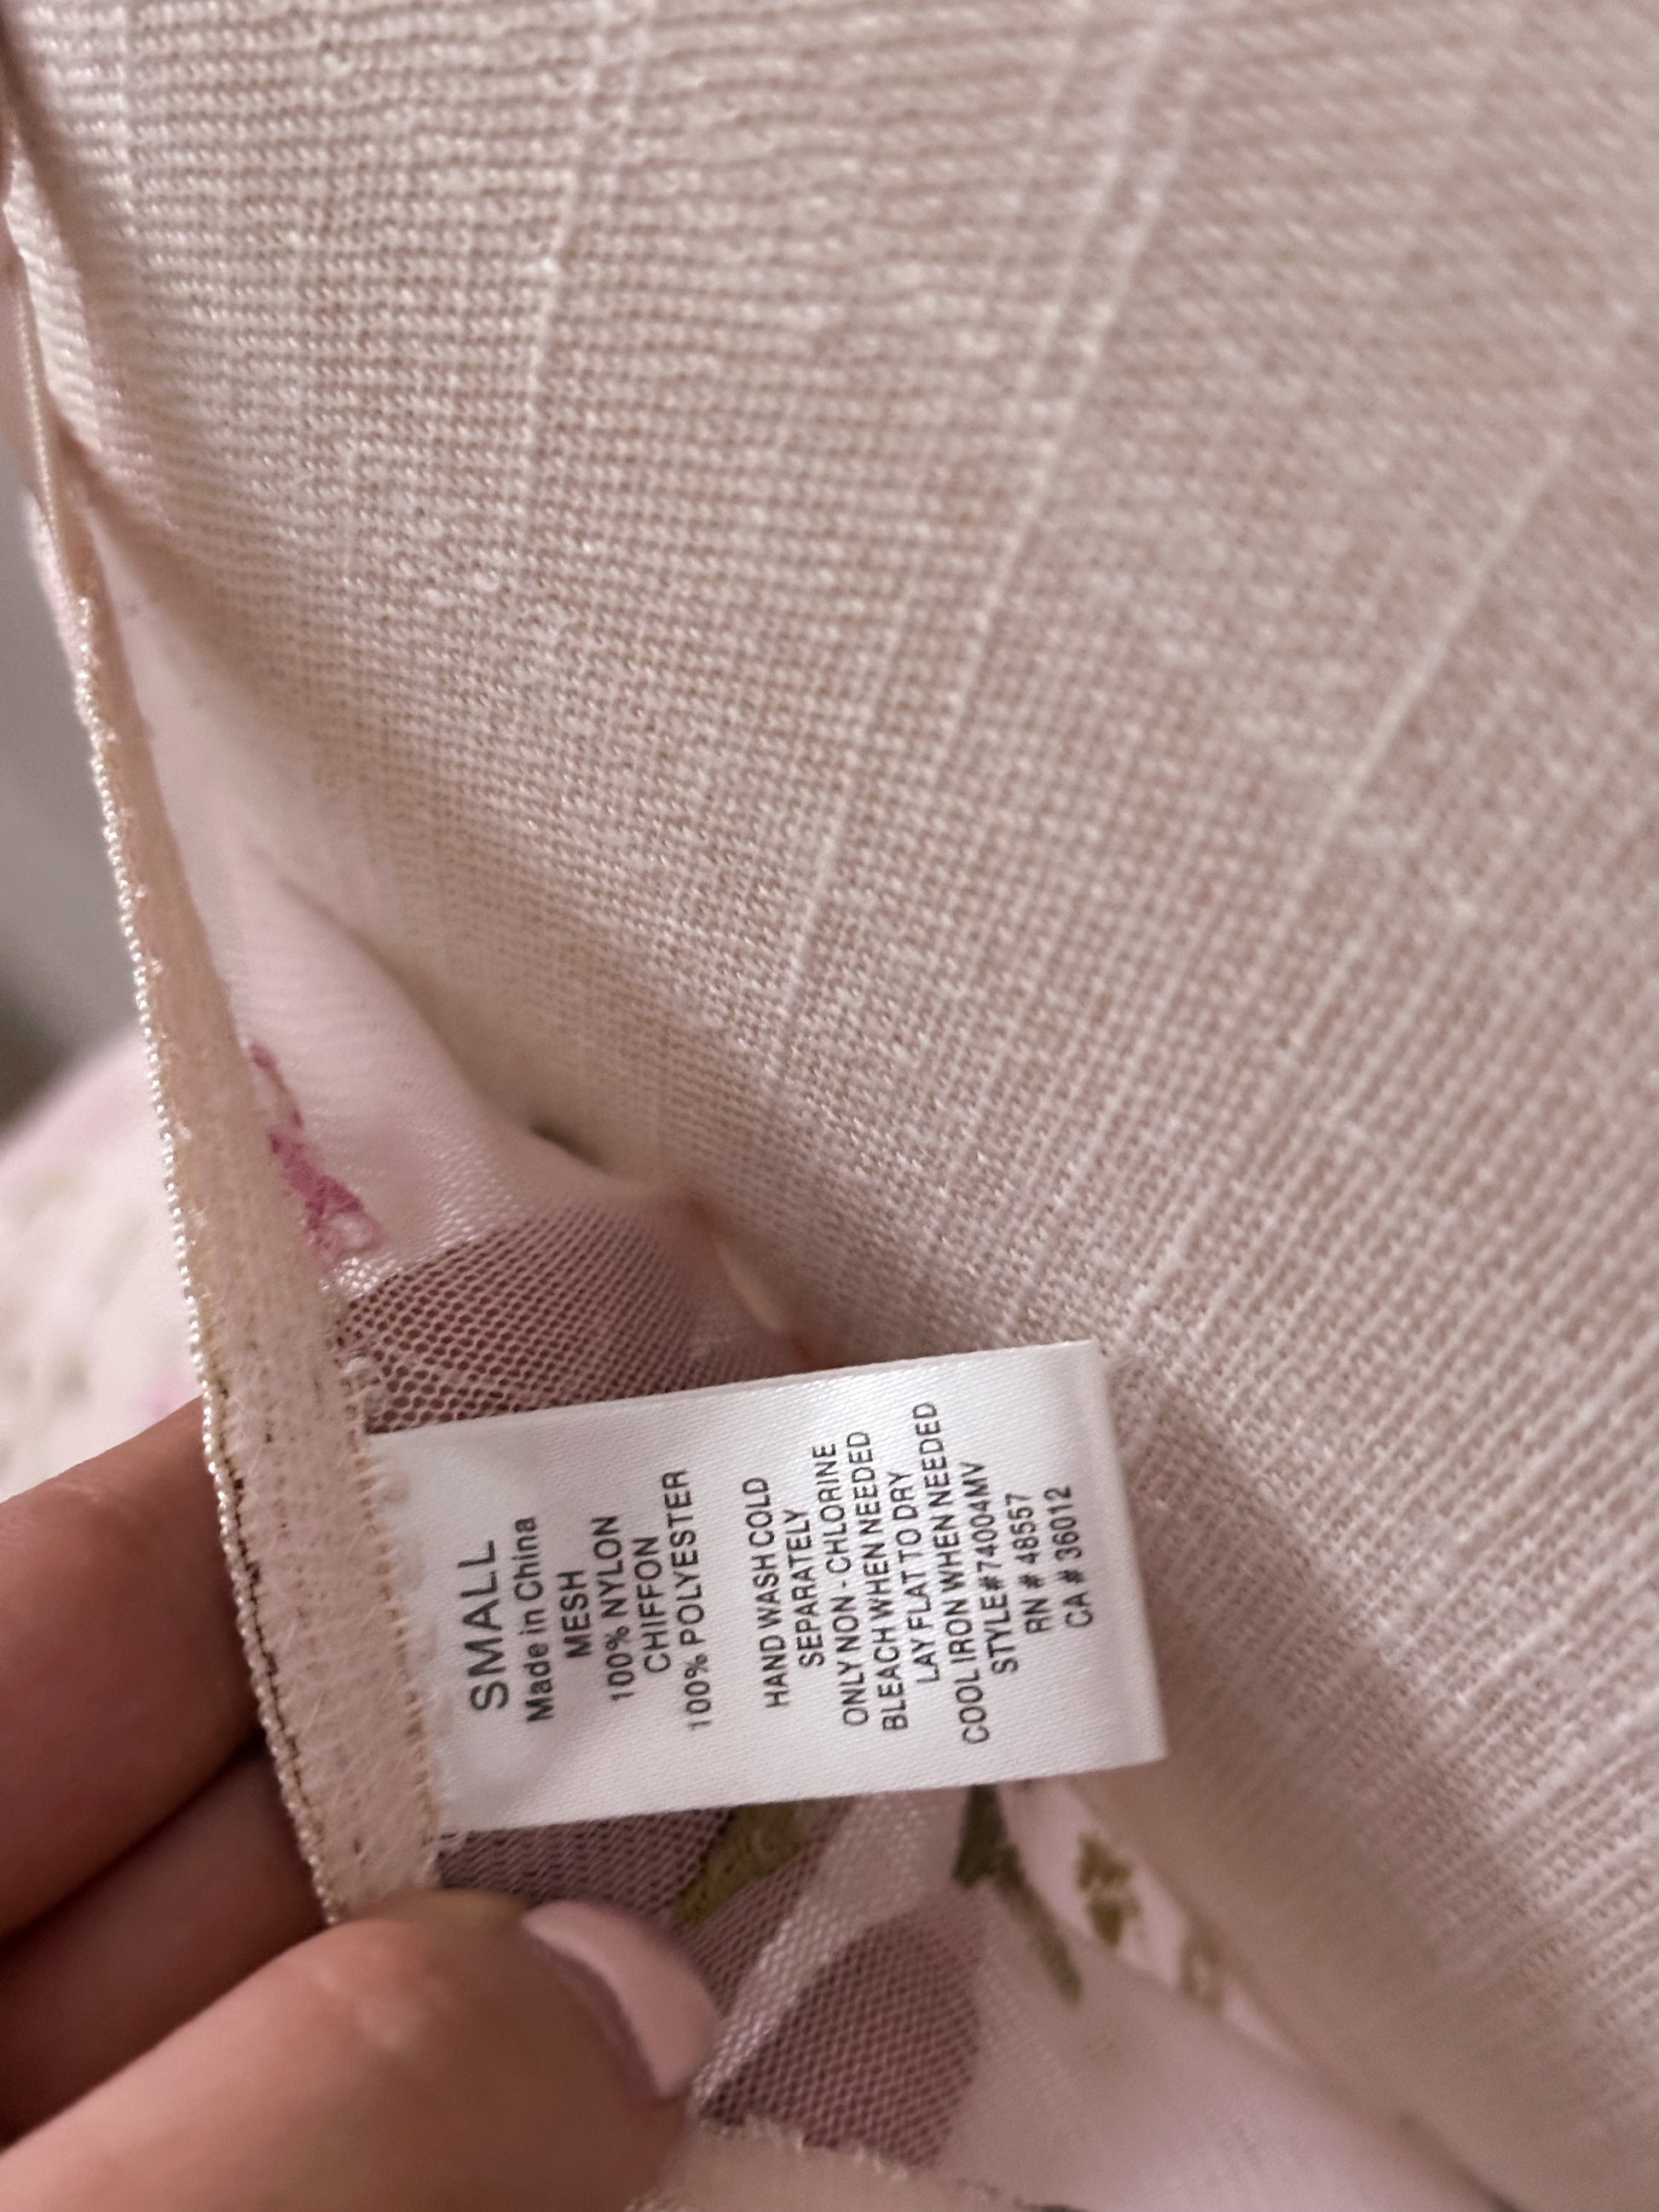 SMALL
Made in China
MESH
100% NYLON
CHIFFON
100% POLYESTER
HAND WASH COLD
SEPARATELY
ONLY NON - CHLORINE
BLEACH WHEN NEEDED
LAY FLAT TO DRY
COOL IRON WHEN NEEDED
STYLE#74004MV
RN # 48557
CA # 36012